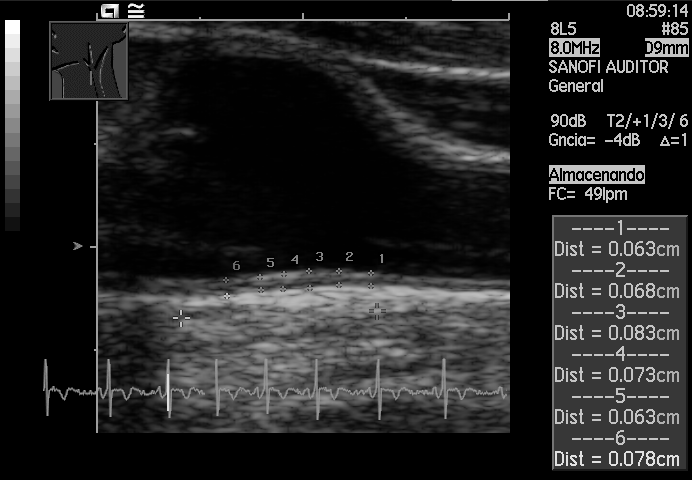 08:59:14
8L5 #85
8.0MHz D9mm
SANOFI AUDITOR
General
90dB T2/+1/3/ 6
Gncia= -4dB Δ=1
Almacenando
FC= 49lpm
----1----
Dist = 0.063cm
----2----
Dist = 0.068cm
----3----
Dist = 0.083cm
----4----
Dist = 0.073cm
----5----
Dist = 0.063cm
----6----
Dist = 0.078cm
6 5 4 3 2 1